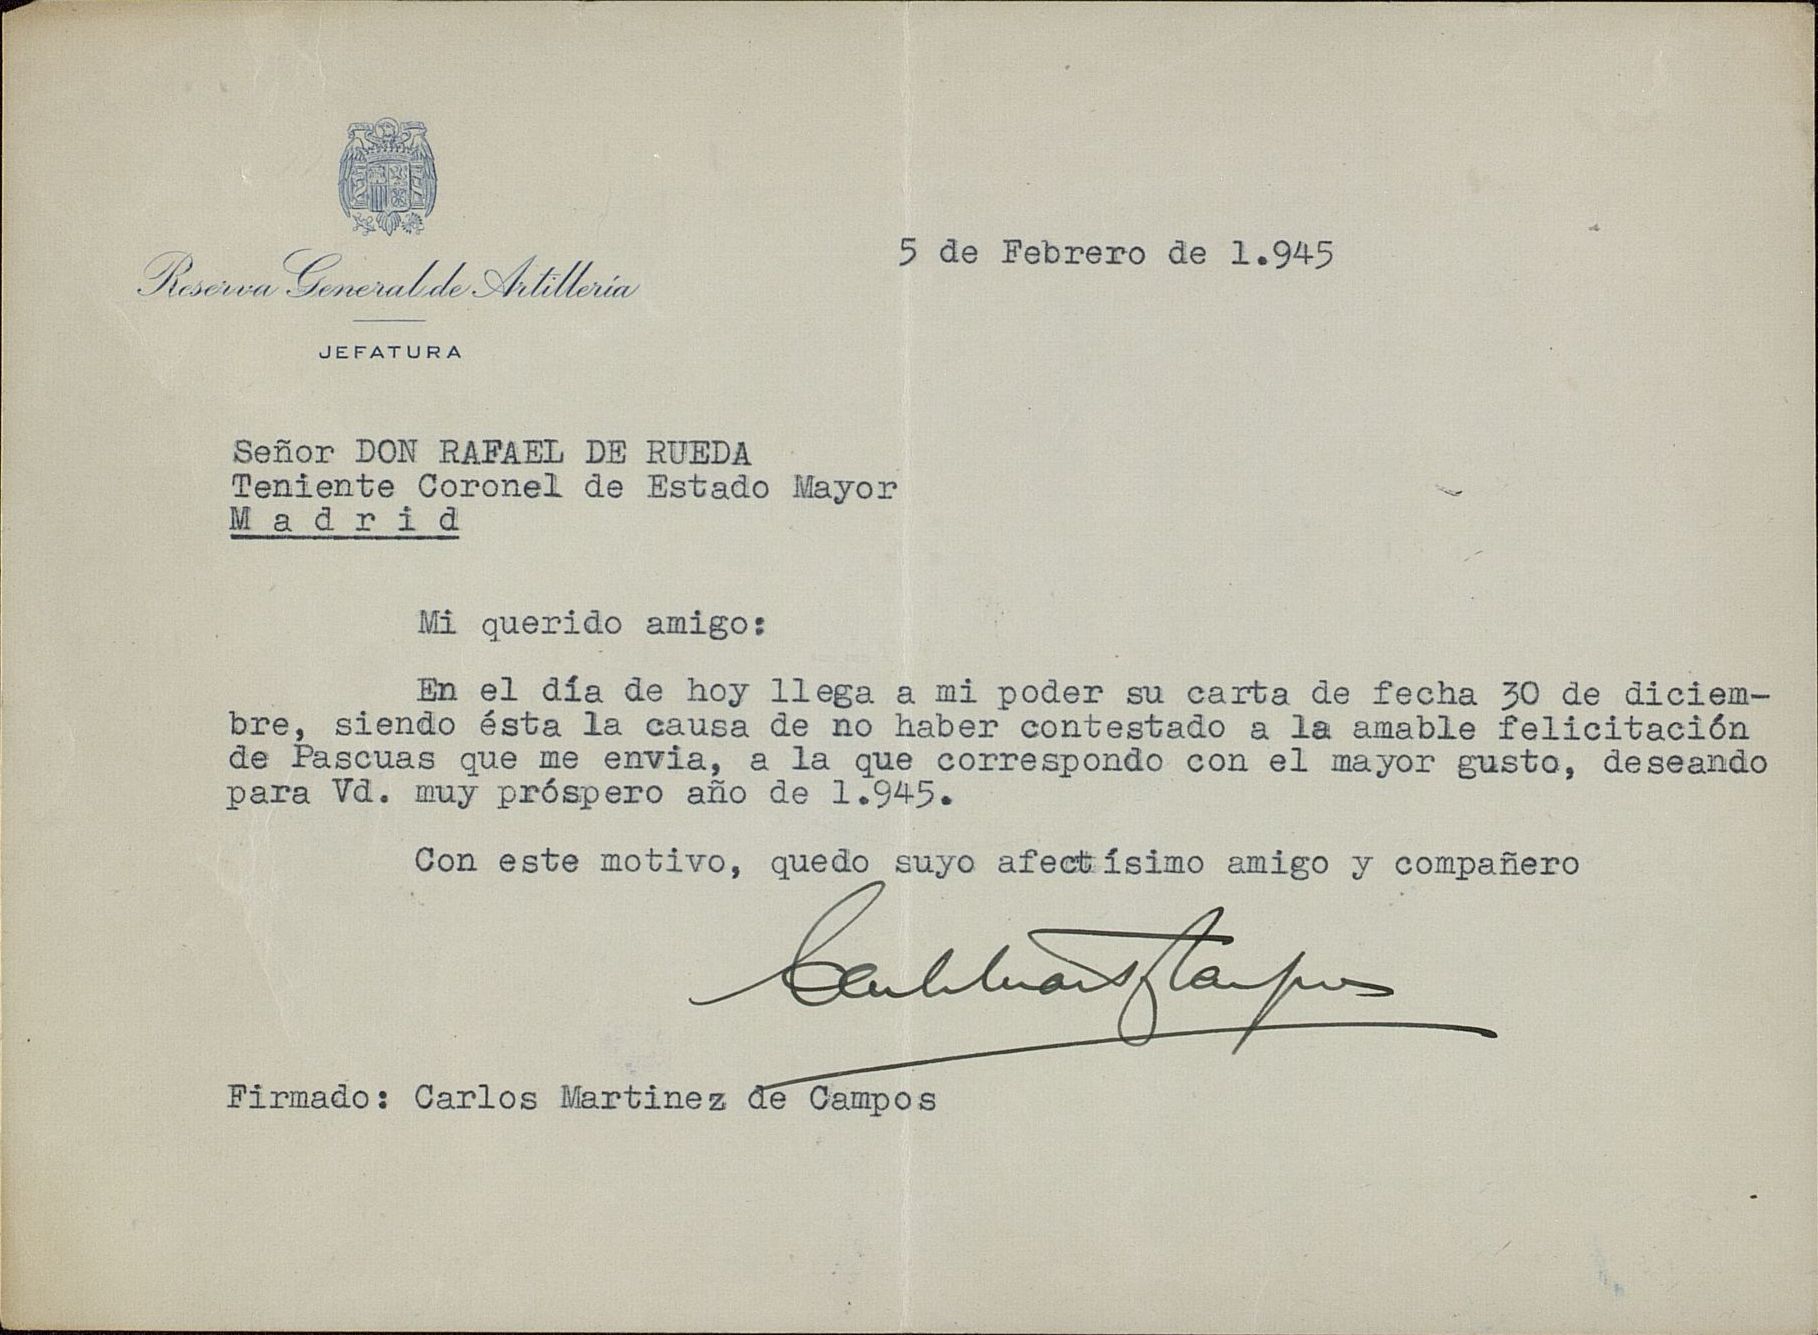 Reserva General de Artillería
JEFATURA
5 de Febrero de 1.945
Señor DON RAFAEL DE RUEDA
Teniente Coronel de Estado Mayor
M a d r i d
Mi querido amigo:
En el día de hoy llega a mi poder su carta de fecha 30 de diciem-
bre, siendo ésta la causa de no haber contestado a la amable felicitación
de Pascuas que me envia, a la que correspondo con el mayor gusto, deseando
para Vd. muy próspero año de 1.945.
Con este motivo, quedo suyo afectísimo amigo y compañero
Firmado: Carlos Martinez de Campos